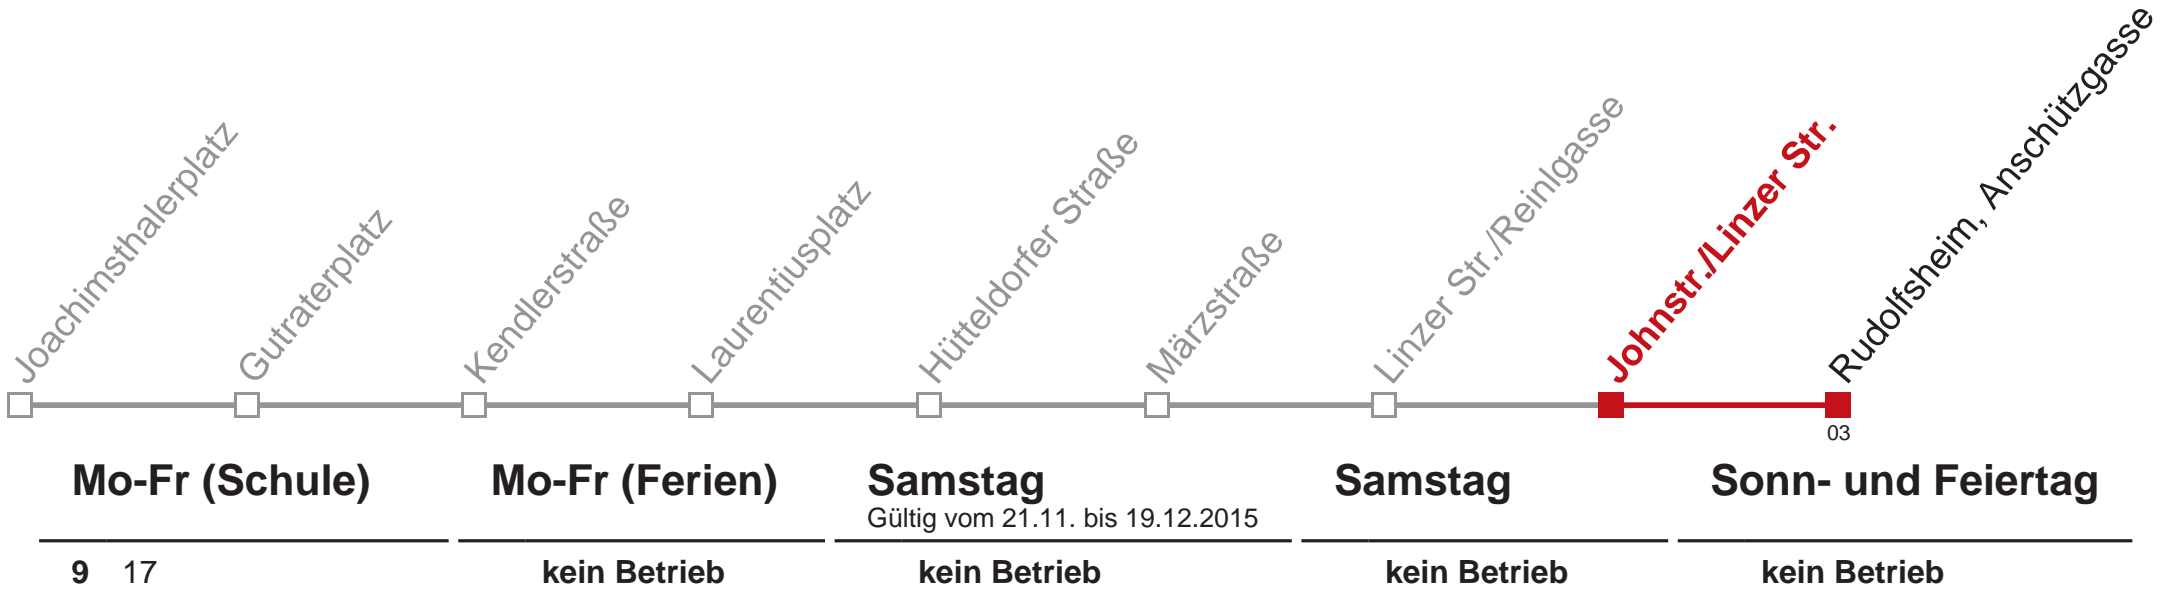 Joachimsthalerplatz
Gutraterplatz
Kendlerstraße
Laurentiusplatz
Hütteldorfer Straße
Märzstraße
Linzer Str./Reinlgasse
Johnstr./Linzer Str.
Rudolfsheim, Anschützgasse
03
Mo-Fr (Schule)
Mo-Fr (Ferien)
Samstag
Gültig vom 21.11. bis 19.12.2015
Samstag
Sonn- und Feiertag
9 17
kein Betrieb
kein Betrieb
kein Betrieb
kein Betrieb